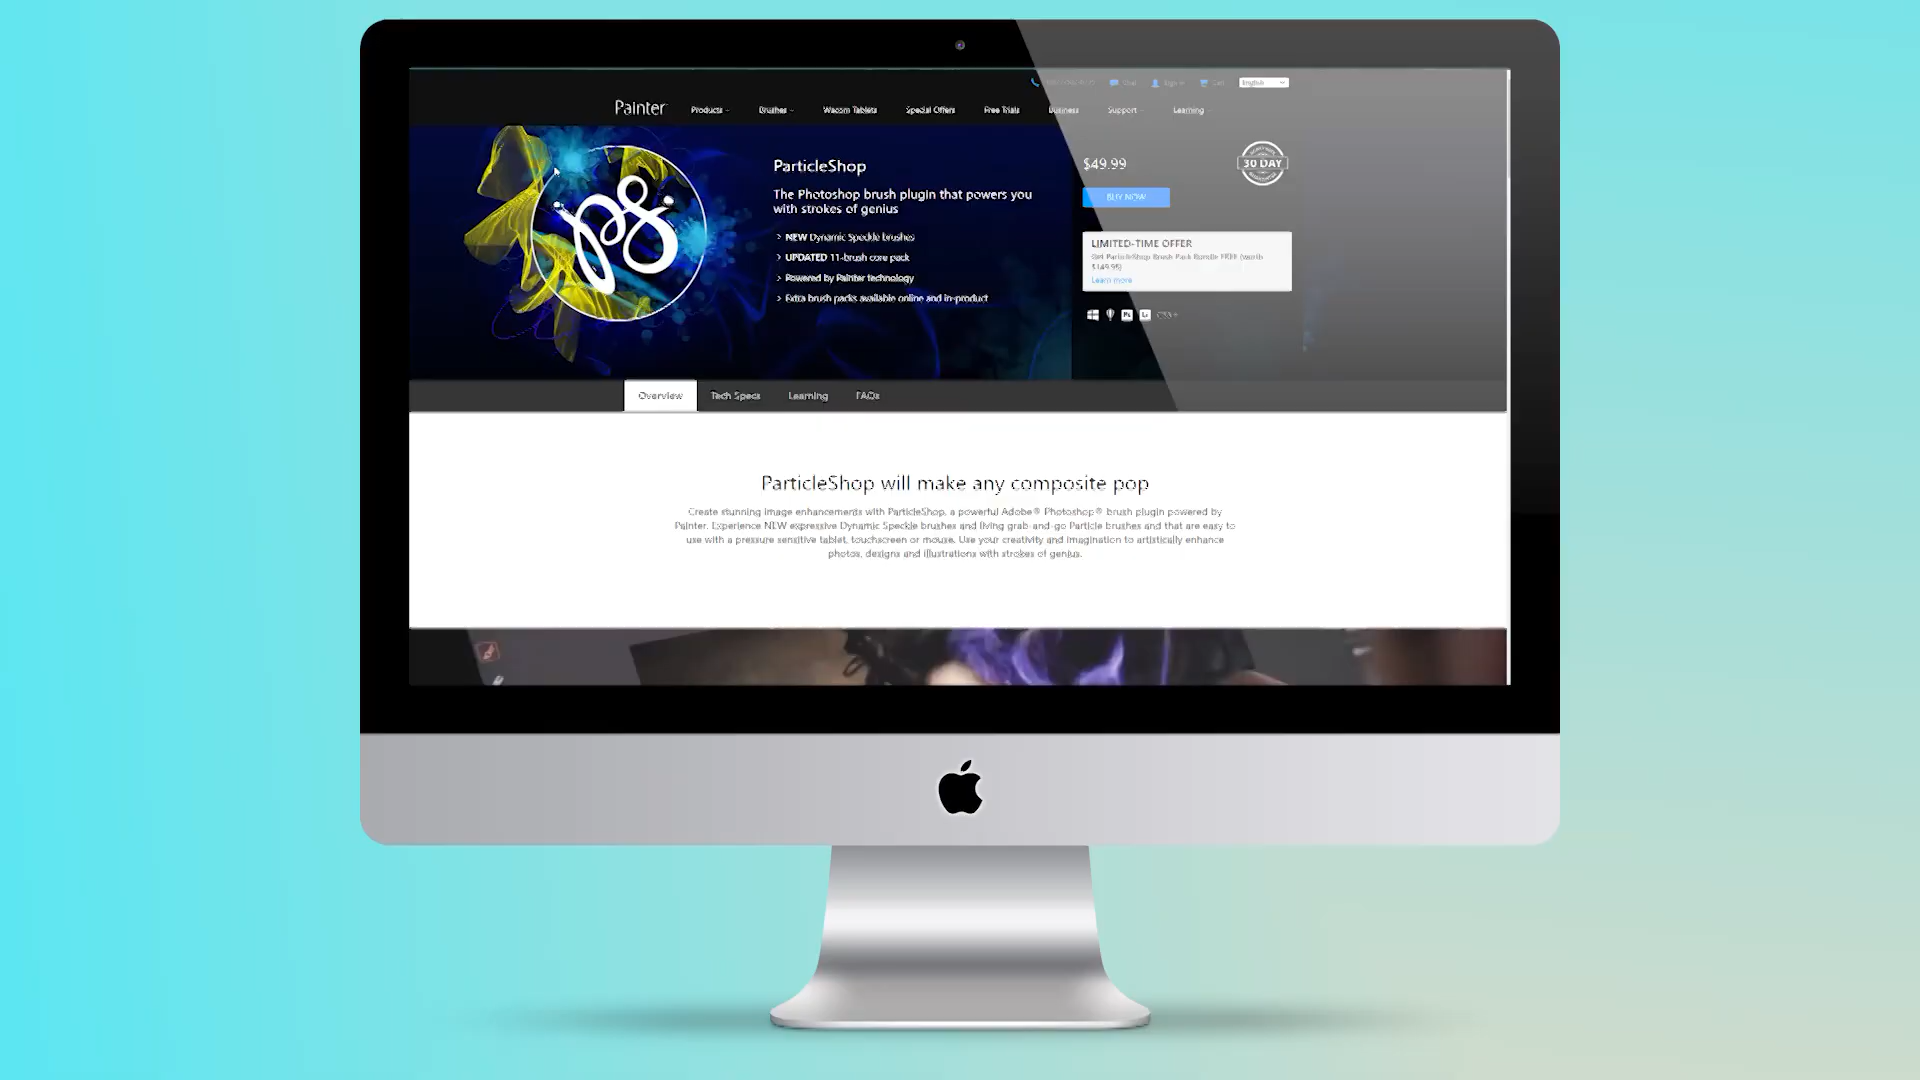 English
Painter
Products
Brushes
Wacom Tablets
Special Offers
Free Trials
Business
Support
Learning
ps
ParticleShop
The Photoshop brush plugin that powers you
with strokes of genius
> NEW Dynamic Speckle brushes
> UPDATED 11-brush core pack
> Powered by Painter technology
> Extra brush packs available online and in-product
$49.99
30 DAY
BUY NOW
LIMITED-TIME OFFER
ParticleShop Brush Pack Bundle FREE (worth
$149.95)
Learn more
Overview
Tech Specs
Learning
FAQs
ParticleShop will make any composite pop
Create stunning image enhancements with ParticleShop, a powerful Adobe® Photoshop® brush plugin powered by
Painter. Experience NEW expressive Dynamic Speckle brushes and living grab-and-go Particle brushes and that are easy to
use with a pressure sensitive tablet, touchscreen or mouse. Use your creativity and imagination to artistically enhance
photos, designs and illustrations with strokes of genius.